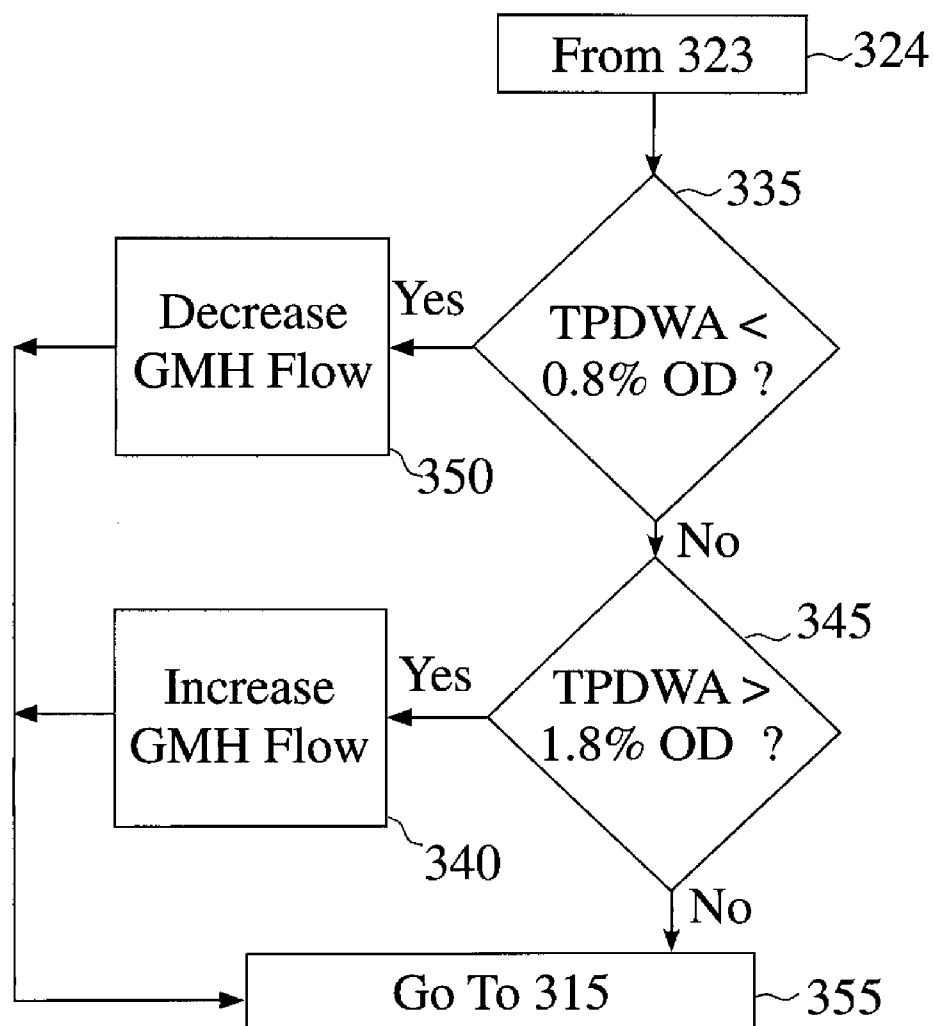 From 323
324
335
TPDWA <
0.8% OD ?
Yes
Decrease
GMH Flow
350
No
345
TPDWA >
1.8% OD ?
Yes
Increase
GMH Flow
340
No
Go To 315
355